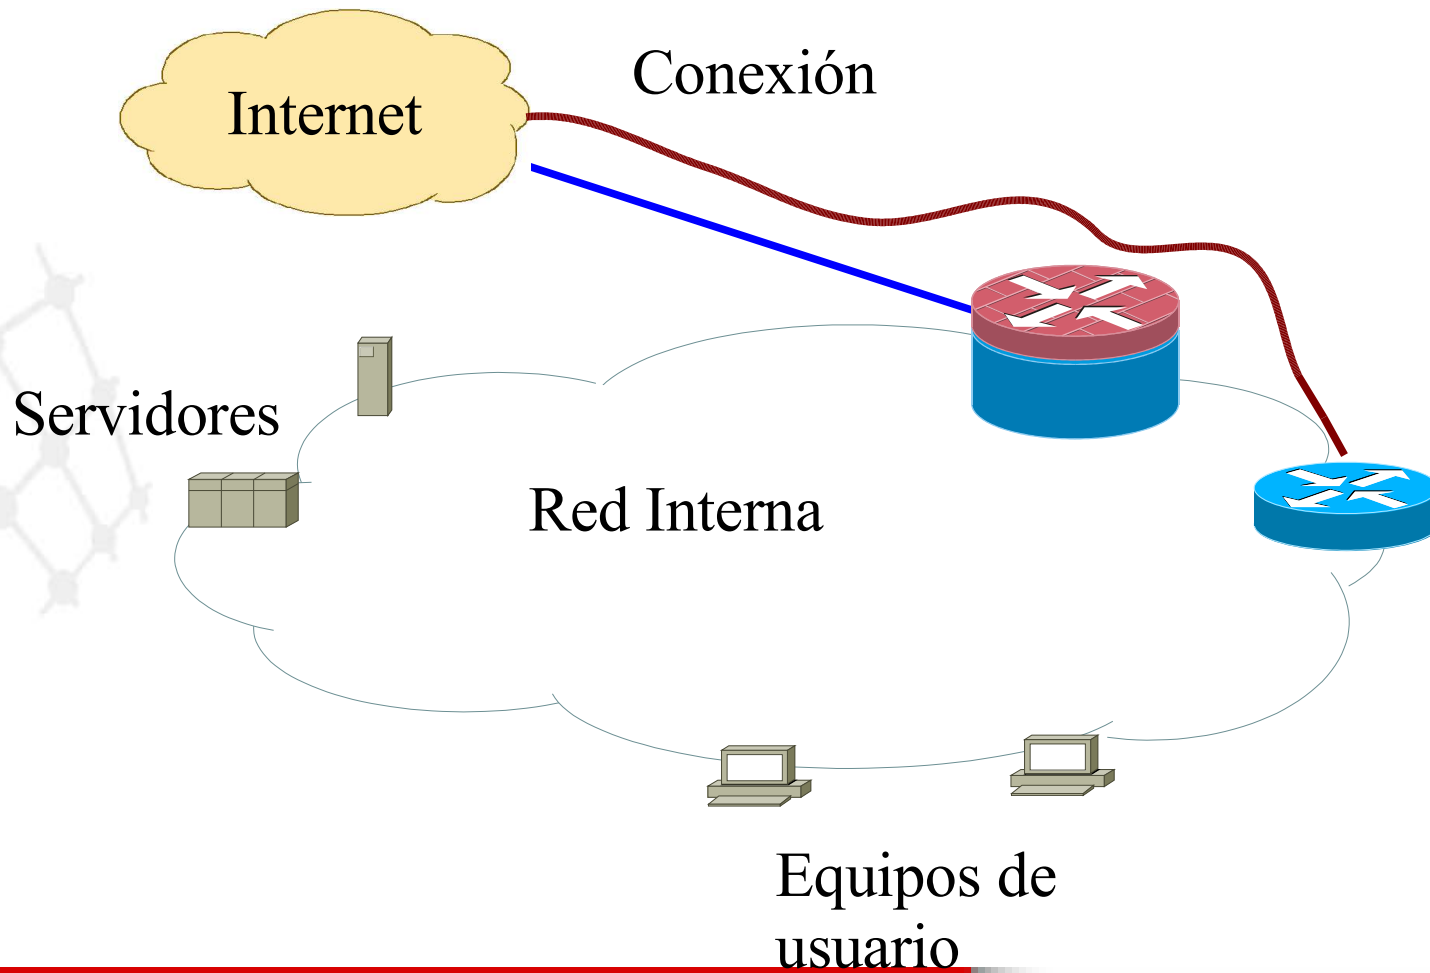 Conexión
Internet
Servidores
Red Interna
Equipos de
usuario